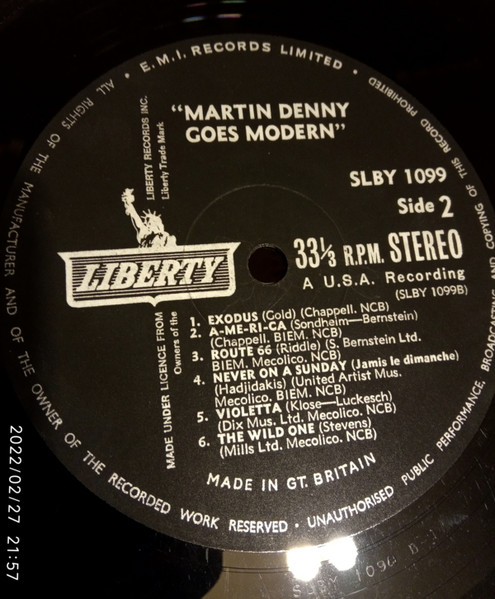 E.M.I. RECORDS LIMITED • RECORD PROHIBITED
COPYING OF THIS
BROADCASTING AND
UNAUTHORISED PUBLIC PERFORMANCE,
ALL RIGHTS OF THE MANUFACTURER AND OF THE OWNER OF THE RECORDED WORK RESERVED •
"MARTIN DENNY
GOES MODERN"
LIBERTY RECORDS INC.
Liberty Trade Mark
SLBY 1099
Side 2
33⅓ R.P.M. STEREO
A U.S.A. Recording
(SLBY 1099B)
LIBERTY
MADE UNDER LICENCE FROM
Owners of the
1. EXODUS (Gold) (Chappell. NCB)
2. A-ME-RI-CA (Sondheim—Bernstein)
(Chappell. BIEM. NCB)
3. ROUTE 66 (Riddle) (S. Bernstein Ltd.
BIEM. Mecolico. NCB)
4. NEVER ON A SUNDAY (Jamis le dimanche)
(Hadjidakis) (United Artist Mus.
Mecolico. BIEM. NCB)
5. VIOLETTA (Klose—Luckesch)
(Dix Mus. Ltd. Mecolico. NCB)
6. THE WILD ONE (Stevens)
(Mills Ltd. Mecolico. NCB)
MADE IN GT. BRITAIN
2022/02/27 21:57